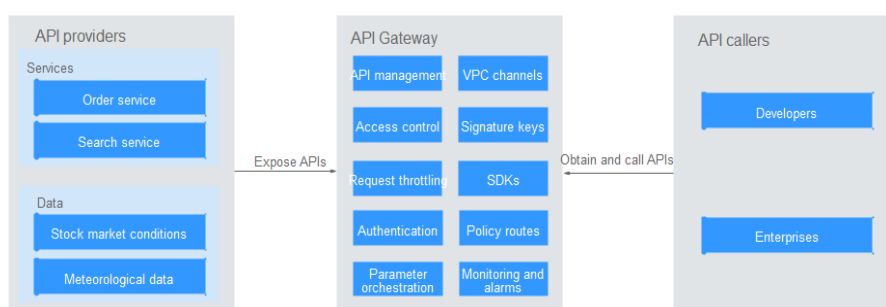 API providers
Services
Order service
Search service
Data
Stock market conditions
Meteorological data
Expose APIs
API Gateway
API management
VPC channels
Access control
Signature keys
Request throttling
SDKs
Authentication
Policy routes
Parameter
orchestration
Monitoring and
alarms
Obtain and call APIs
API callers
Developers
Enterprises